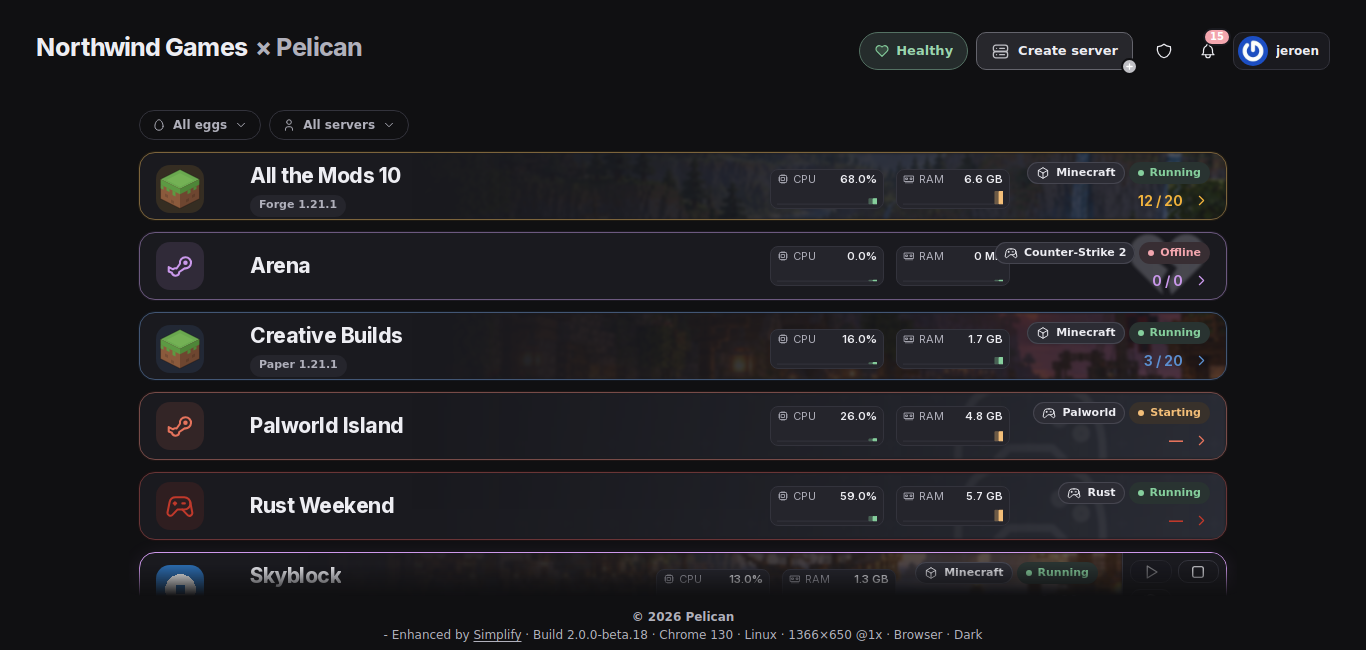 Northwind Games × Pelican
Healthy
Create server
15
jeroen
All eggs
All servers
All the Mods 10
Forge 1.21.1
CPU 68.0%
RAM 6.6 GB
Minecraft
Running
12 / 20
Arena
CPU 0.0%
RAM 0 M
Counter-Strike 2
Offline
0 / 0
Creative Builds
Paper 1.21.1
CPU 16.0%
RAM 1.7 GB
Minecraft
Running
3 / 20
Palworld Island
CPU 26.0%
RAM 4.8 GB
Palworld
Starting
—
Rust Weekend
CPU 59.0%
RAM 5.7 GB
Rust
Running
—
Skyblock
CPU 13.0%
RAM 1.3 GB
Minecraft
Running
© 2026 Pelican
- Enhanced by Simplify · Build 2.0.0-beta.18 · Chrome 130 · Linux · 1366×650 @1x · Browser · Dark